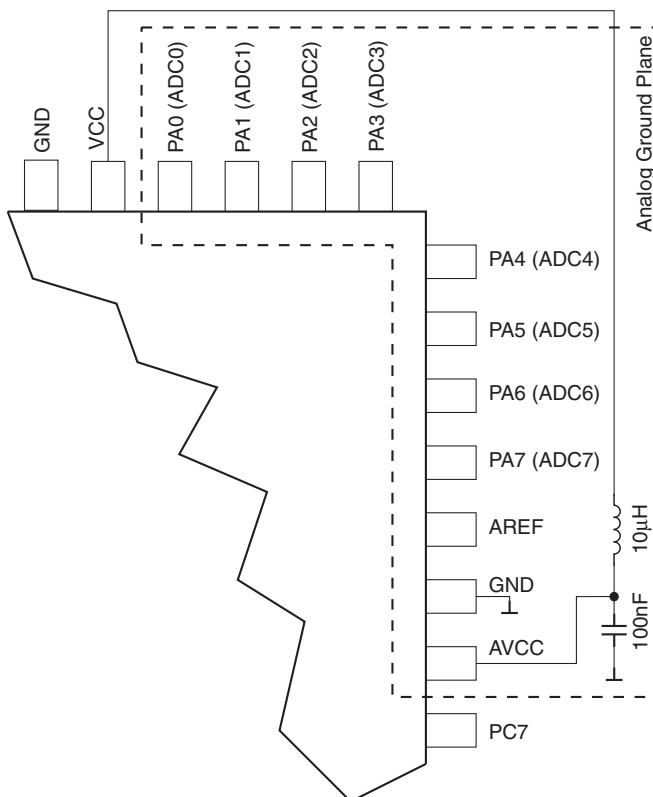 GND
VCC
PA0 (ADC0)
PA1 (ADC1)
PA2 (ADC2)
PA3 (ADC3)
Analog Ground Plane
PA4 (ADC4)
PA5 (ADC5)
PA6 (ADC6)
PA7 (ADC7)
AREF
10µH
GND
AVCC
100nF
PC7